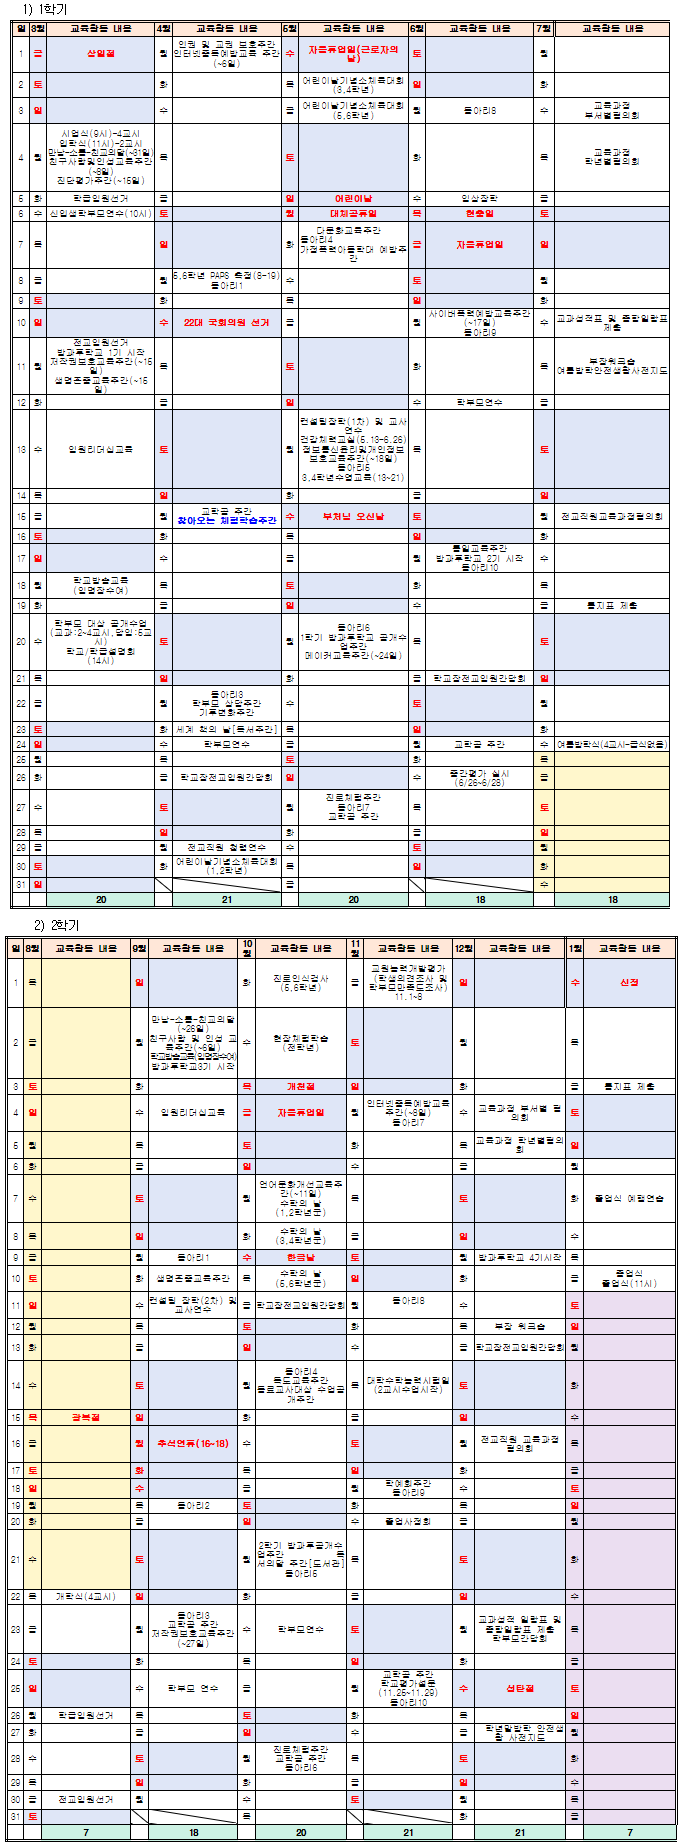 1) 1학기
일 3월 교육활동 내용 4월 교육활동 내용 5월 교육활동 내용 6월 교육활동 내용 7월 교육활동 내용
1 금 삼일절 월 인권 및 교권 보호주간
인터넷중독예방교육 주간
(~6일) 수 자율휴업일(근로자의
날) 토 월
2 토 화 목 어린이날기념소체육대회
(3,4학년) 일 화
3 일 수 금 어린이날기념소체육대회
(5,6학년) 월 동아리8 수 교육과정
부서별협의회
4 월 시업식(9시)-4교시
입학식(11시)-2교시
만남-소통-친교의달(~31일)
친구사랑및인성교육주간
(~8일)
진단평가주간(~15일) 목 토 화 목 교육과정
학년별협의회
5 화 학급임원선거 금 일 어린이날 수 임상장학 금
6 수 신입생학부모연수(10시) 토 월 대체공휴일 목 현충일 토
7 목 일 화 다문화교육주간
동아리4
가정폭력아동학대 예방주
간 금 자율휴업일 일
8 금 월 5,6학년 PAPS 측정(8-19)
동아리1 수 토 월
9 토 화 목 일 화
10 일 수 22대 국회의원 선거 금 월 사이버폭력예방교육주간
(~17일)
동아리9 수 교과성적표 및 종합일람표
제출
11 월 전교임원선거
방과후학교 1기 시작
저작권보호교육주간(~15
일)
생명존중교육주간(~15
일) 목 토 화 목 부장워크숍
여름방학안전생활사전지도
12 화 금 일 수 학부모연수 금
13 수 임원리더십교육 토 월 컨설팅장학(1차) 및 교사
연수
건강체력교실(5.13-6.26)
정보통신윤리및개인정보
보호교육주간(~18일)
동아리5
3,4학년수영교육(13~21) 목 토
14 목 일 화 금 일
15 금 월 교학공 주간
찾아오는 체험학습주간 수 부처님 오신날 토 월 전교직원교육과정협의회
16 토 화 목 일 화
17 일 수 금 월 통일교육주간
방과후학교 2기 시작
동아리10 수
18 월 학교방송교육
(임명장수여) 목 토 화 목
19 화 금 일 수 금 통지표 제출
20 수 학부모 대상 공개수업
(교과:2~4교시,담임:5교
시)
학교/학급설명회
(14시) 토 월 동아리6
1학기 방과후학교 공개수
업주간
메이커교육주간(~24일) 목 토
21 목 일 화 금 학교장전교임원간담회 일
22 금 월 동아리3
학부모 상담주간
기후변화주간 수 토 월
23 토 화 세계 책의 날[독서주간] 목 일 화
24 일 수 학부모연수 금 월 교학공 주간 수 여름방학식(4교시-급식없음)
25 월 목 토 화 목
26 화 금 학교장전교임원간담회 일 수 중간평가 실시
(6/26~6/28) 금
27 수 토 월 진로체험주간
동아리7
교학공 주간 목 토
28 목 일 화 금 일
29 금 월 전교직원 청렴연수 수 토 월
30 토 화 어린이날기념소체육대회
(1,2학년) 목 일 화
31 일 금 수
20 21 20 18 18
2) 2학기
일 8월 교육활동 내용 9월 교육활동 내용 10
월 교육활동 내용 11
월 교육활동 내용 12월 교육활동 내용 1월 교육활동 내용
1 목 일 화 진로인식검사
(5,6학년) 금 교원능력개발평가
(학생의견조사 및
학부모만족도조사)
11.1~8 일 수 신정
2 금 월 만남-소통-친교의달
(~28일)
친구사랑 및 인성 교
육주간(~6일)
학교방송교육(임명장수여)
방과후학교3기 시작 수 현장체험학습
(전학년) 토 월 목
3 토 화 목 개천절 일 화 금 통지표 제출
4 일 수 임원리더십교육 금 자율휴업일 월 인터넷중독예방교육
주간(~8일)
동아리7 수 교육과정 부서별 협
의회 토
5 월 목 토 화 목 교육과정 학년별협의
회 일
6 화 금 일 수 금 월
7 수 토 월 언어문화개선교육주
간(~11일)
수학의 날
(1,2학년군) 목 토 화 졸업식 예행연습
8 목 일 화 수학의 날
(3,4학년군) 금 일 수
9 금 월 동아리1 수 한글날 토 월 방과후학교 4기시작 목
10 토 화 생명존중교육주간 목 수학의 날
(5,6학년군) 일 화 금 종업식
졸업식(11시)
11 일 수 컨설팅 장학(2차) 및
교사연수 금 학교장전교임원간담회 월 동아리8 수 토
12 월 목 토 화 목 부장 워크숍 일
13 화 금 일 수 금 학교장전교임원간담회 월
14 수 토 월 동아리4
독도교육주간
동료교사대상 수업공
개주간 목 대학수학능력시험일
(2교시수업시작) 토 화
15 목 광복절 일 화 금 일 수
16 금 월 추석연휴(16~18) 수 토 월 전교직원 교육과정
협의회 목
17 토 화 목 일 화 금
18 일 수 금 월 학예회주간
동아리9 수 토
19 월 목 동아리2 토 화 목 일
20 화 금 일 수 졸업사정회 금 월
21 수 토 월 2학기 방과후공개수
업주간 독
서의달 주간[도서관]
동아리5 목 토 화
22 목 개학식(4교시) 일 화 금 일 수
23 금 월 동아리3
교학공 주간
저작권보호교육주간
(~27일) 수 학부모연수 토 월 교과성적 일람표 및
종합일람표 제출
학부모간담회 목
24 토 화 목 일 화 금
25 일 수 학부모 연수 금 월 교학공 주간
학교평가설문
(11.25~11.29)
동아리10 수 성탄절 토
26 월 학급임원선거 목 토 화 목 일
27 화 금 일 수 금 학년말방학 안전생
활 사전지도 월
28 수 토 월 진로체험주간
교학공 주간
동아리6 목 토 화
29 목 일 화 금 일 수
30 금 전교임원선거 월 수 토 월 목
31 토 목 화 금
7 18 20 21 21 7